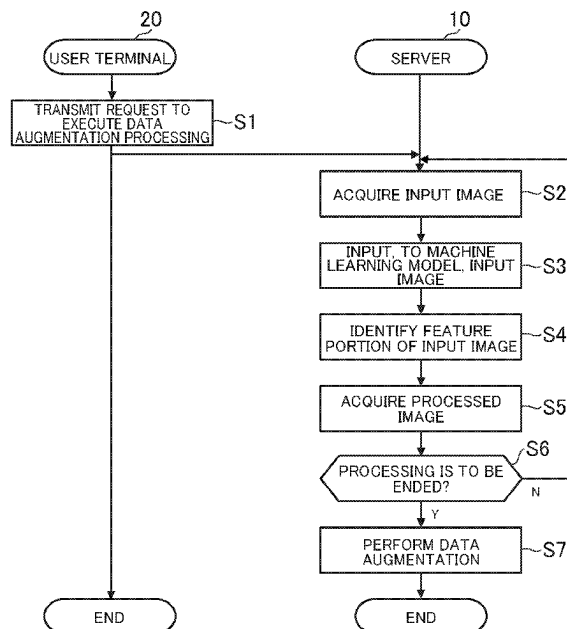 20
USER TERMINAL
10
SERVER
TRANSMIT REQUEST TO
EXECUTE DATA
AUGMENTATION PROCESSING
S1
ACQUIRE INPUT IMAGE
S2
INPUT, TO MACHINE
LEARNING MODEL, INPUT
IMAGE
S3
IDENTIFY FEATURE
PORTION OF INPUT IMAGE
S4
ACQUIRE PROCESSED
IMAGE
S5
S6
PROCESSING IS TO BE
ENDED?
N
Y
PERFORM DATA
AUGMENTATION
S7
END
END